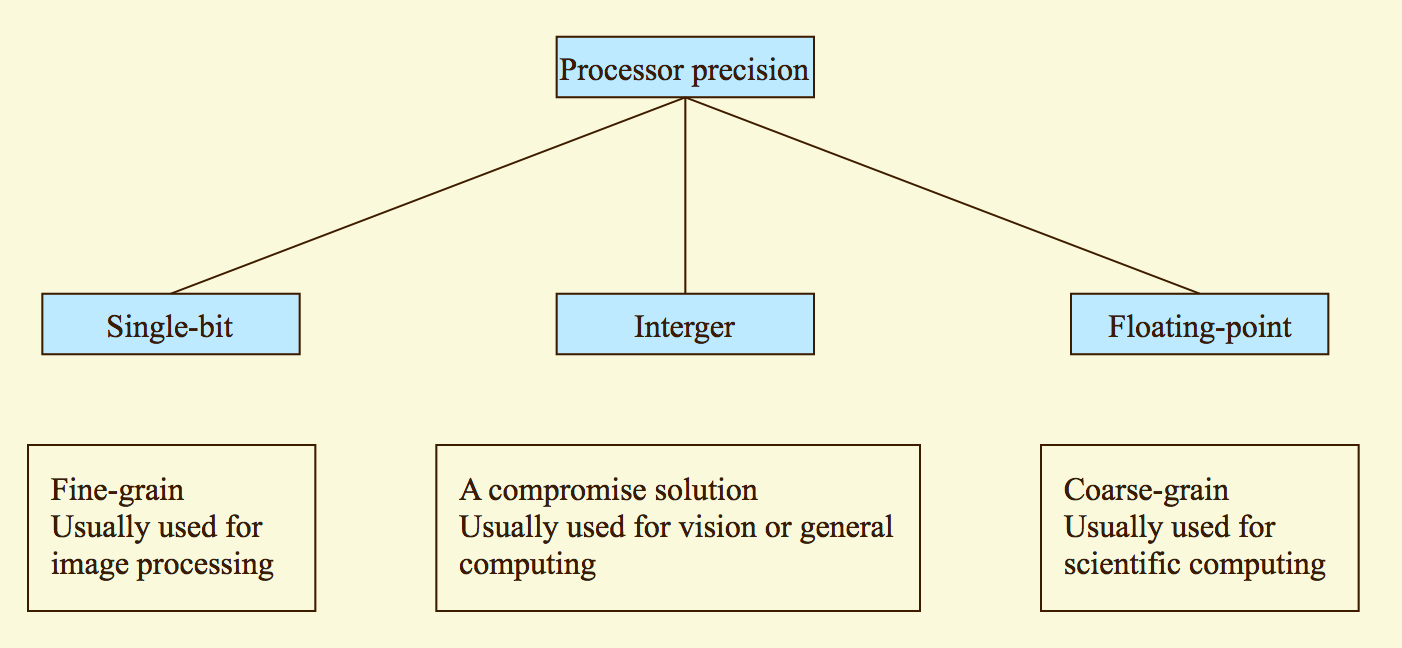 Processor precision
Single-bit
Interger
Floating-point
Fine-grain
Usually used for
image processing
A compromise solution
Usually used for vision or general
computing
Coarse-grain
Usually used for
scientific computing